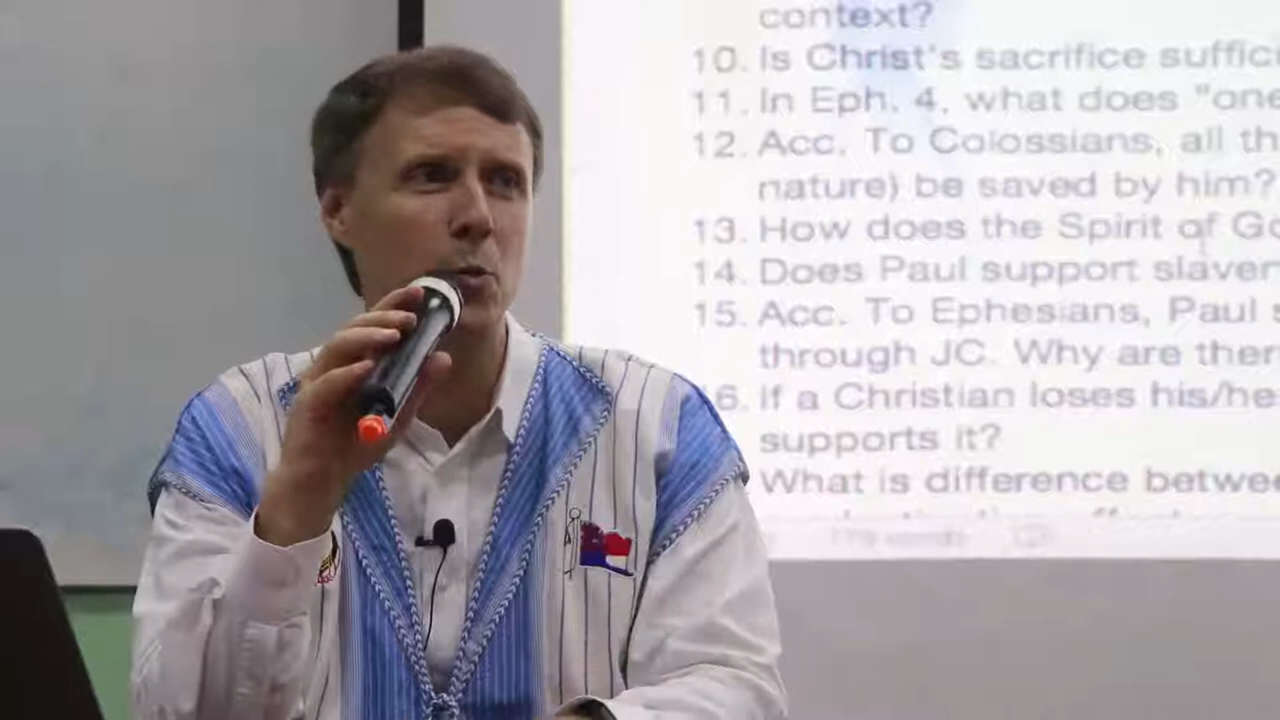 context?
10. Is Christ's sacrifice suffici
11. In Eph. 4, what does "one
12. Acc. To Colossians, all th
nature) be saved by him?
13. How does the Spirit of Go
14. Does Paul support slaver
15. Acc. To Ephesians, Paul s
through JC. Why are ther
16. If a Christian loses his/he
supports it?
What is difference betwee